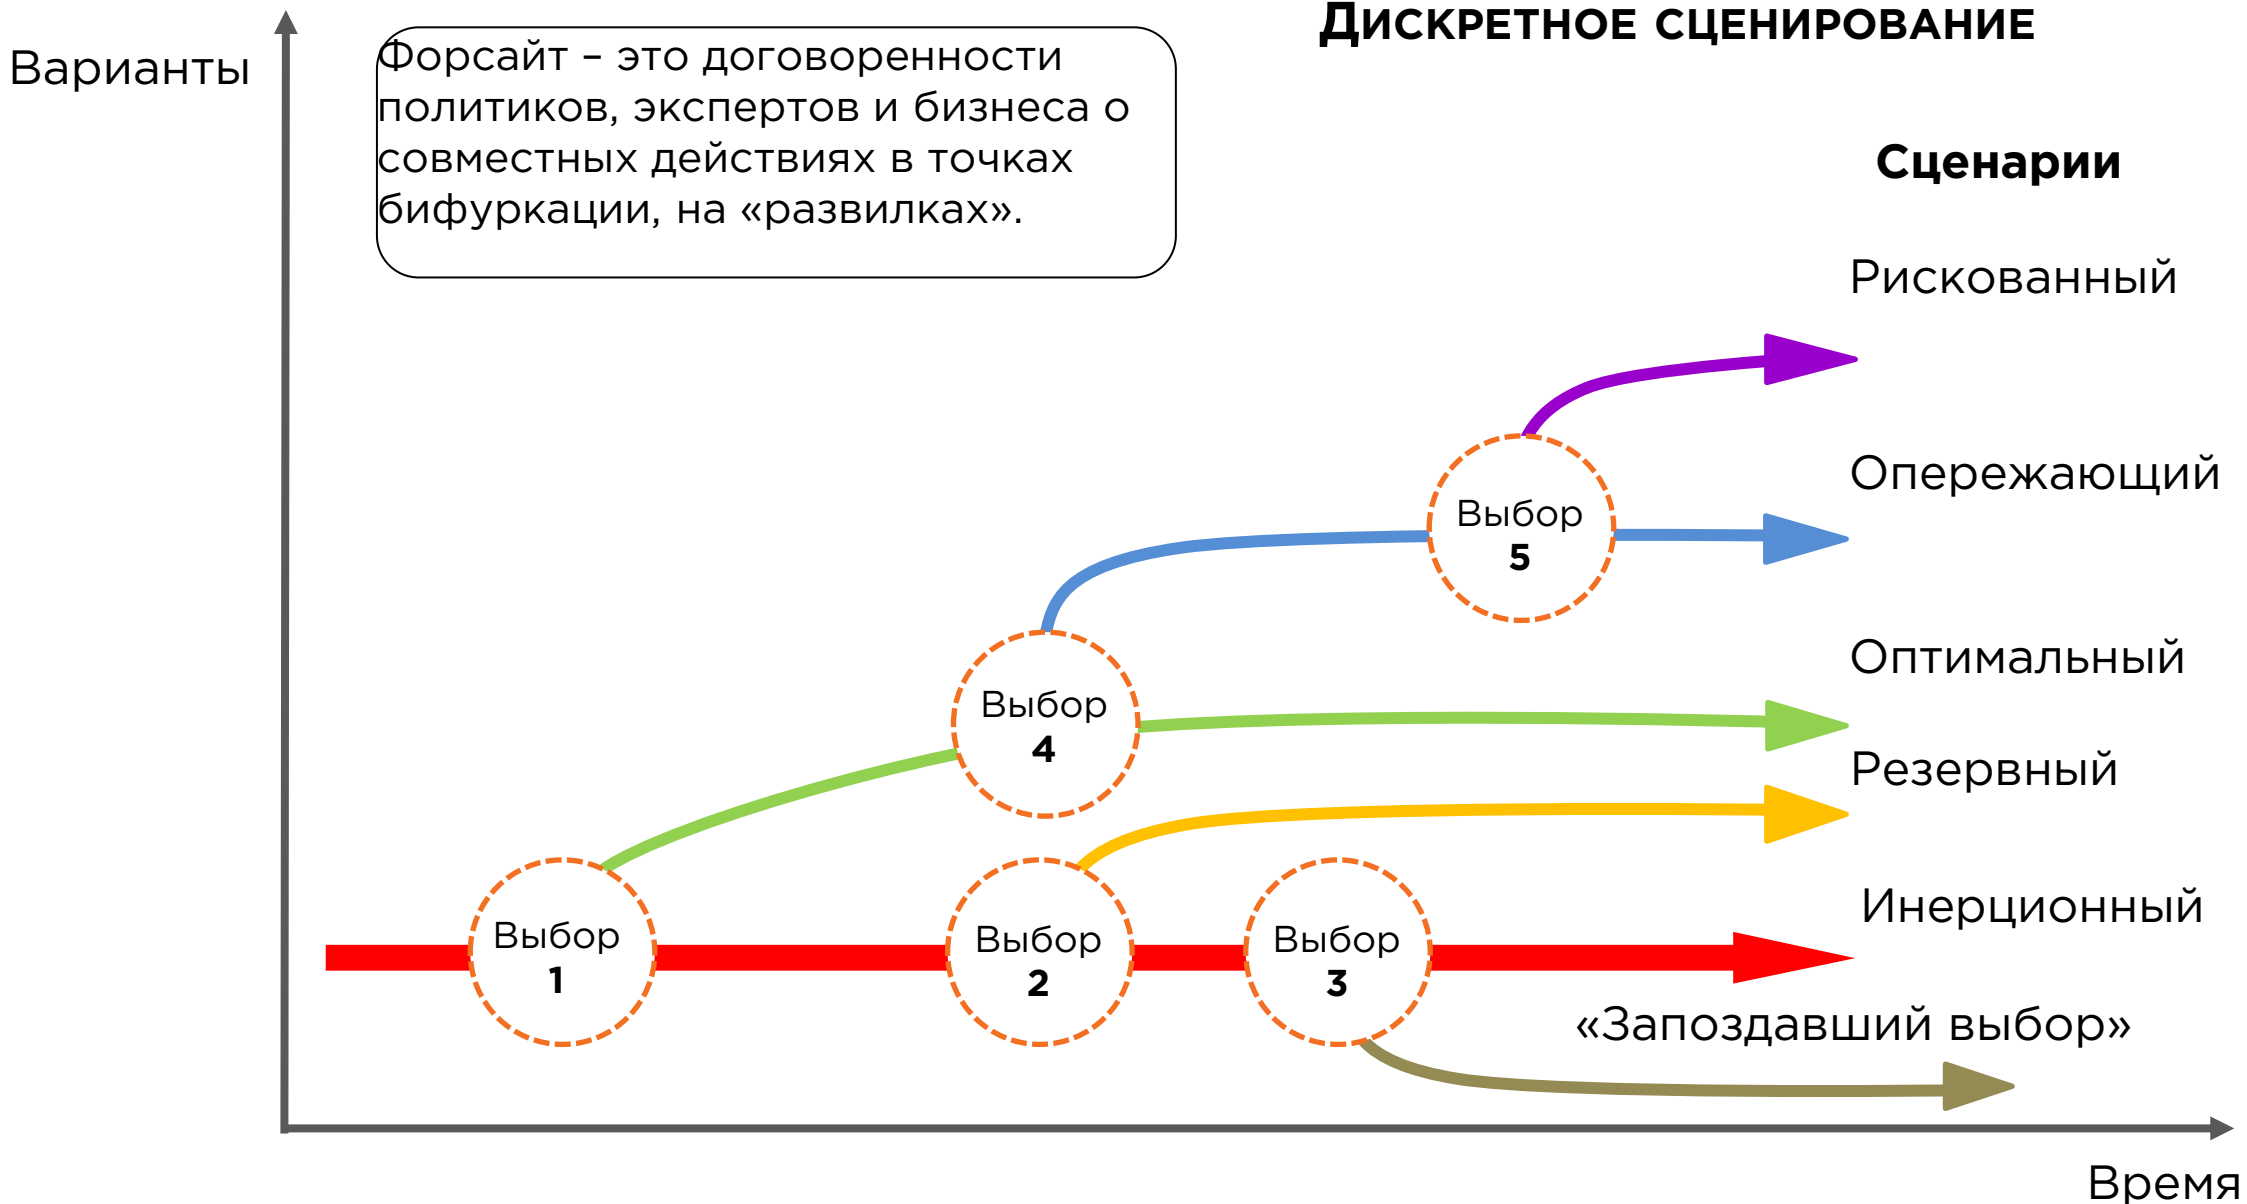 Дискретное сценирование
Варианты
Форсайт – это договоренности
политиков, экспертов и бизнеса о
совместных действиях в точках
бифуркации, на «развилках».
Сценарии
Рискованный
Опережающий
Выбор
5
Оптимальный
Выбор
4
Резервный
Инерционный
Выбор
1
Выбор
2
Выбор
3
«Запоздавший выбор»
Время